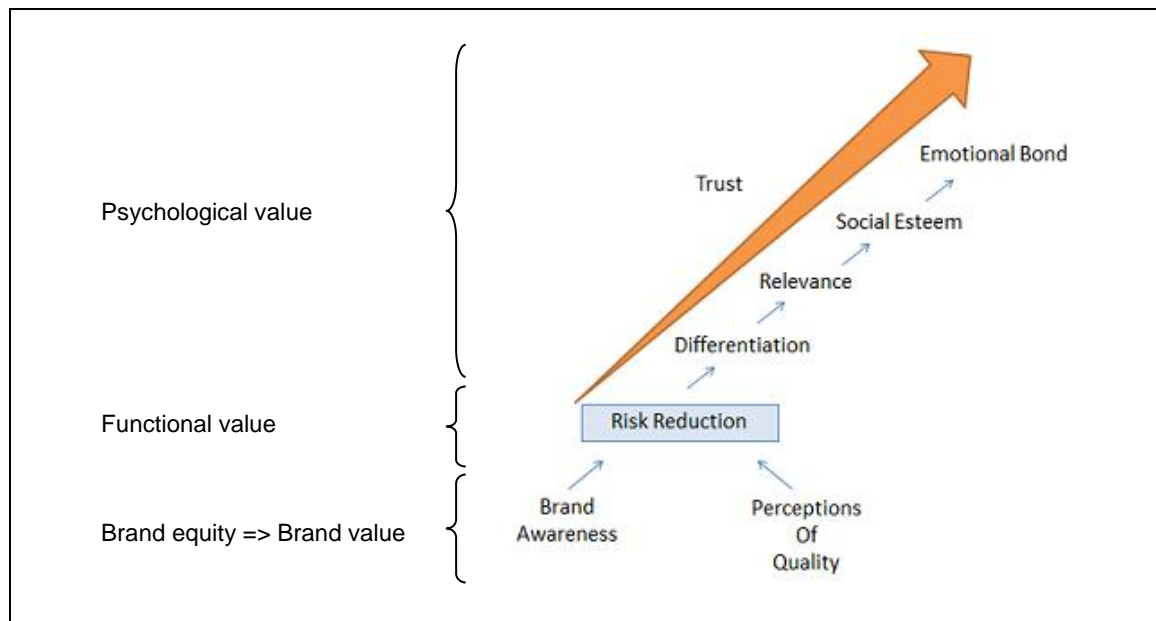 Emotional Bond
Trust
Psychological value
Social Esteem
Relevance
Differentiation
Functional value
Risk Reduction
Brand equity => Brand value
Brand
Awareness
Perceptions
Of
Quality